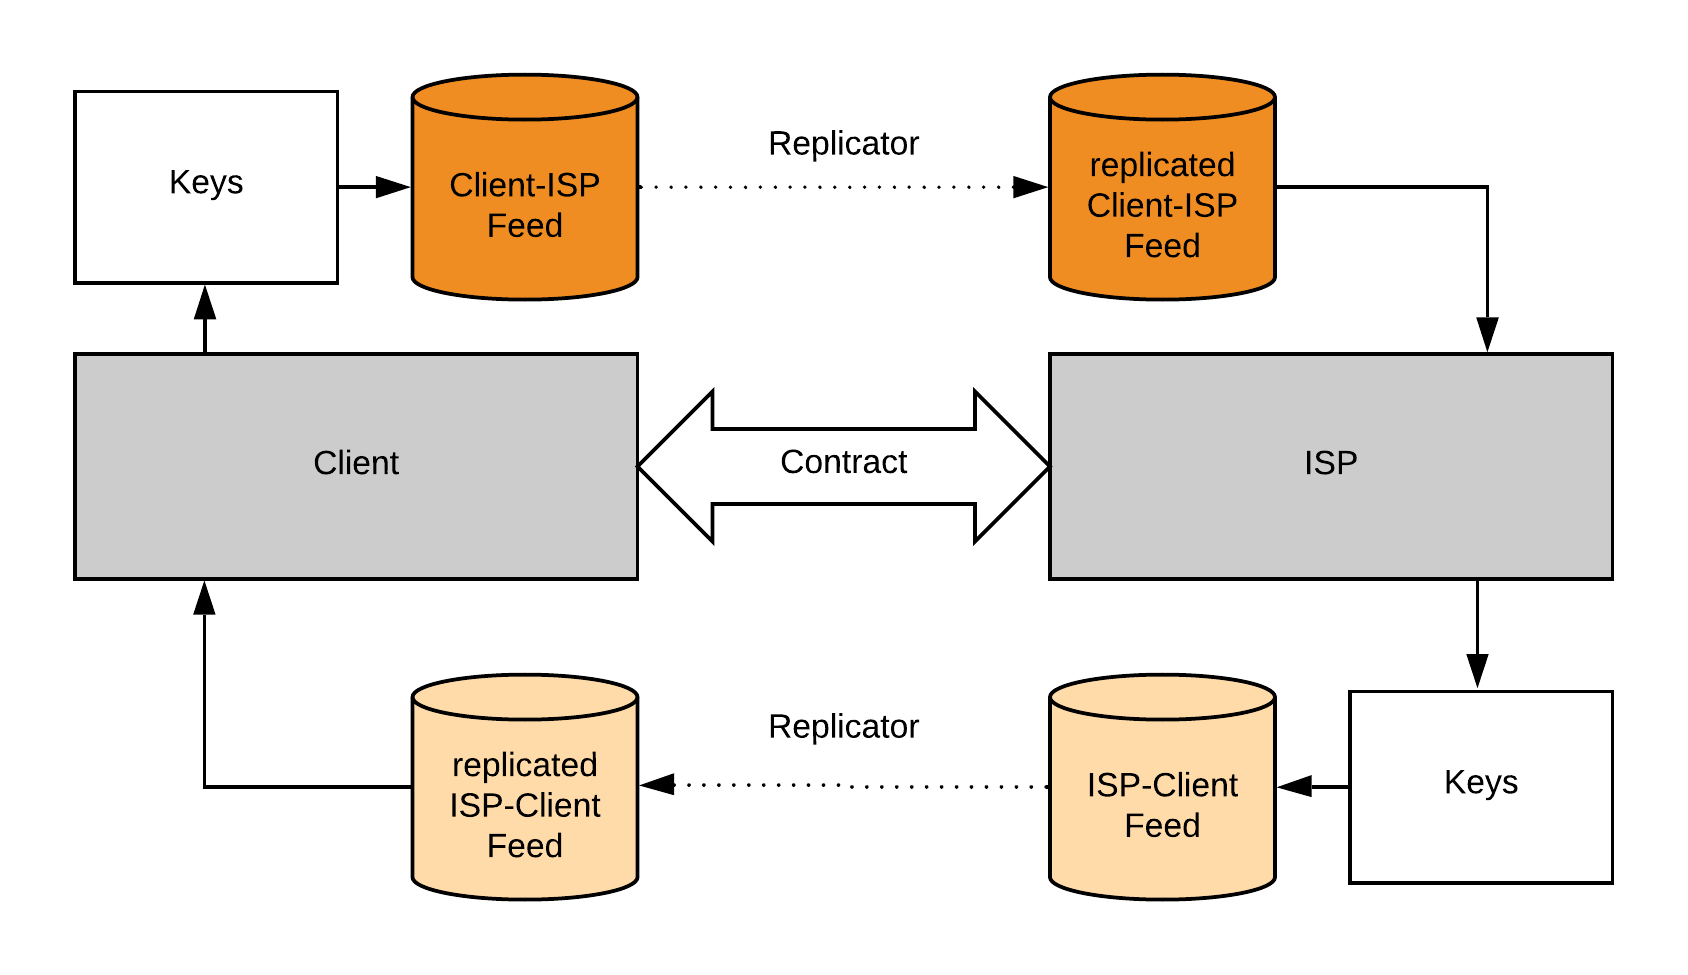 Replicator
Keys
Client-ISP
Feed
replicated
Client-ISP
Feed
Client
Contract
ISP
Replicator
replicated
ISP-Client
Feed
ISP-Client
Feed
Keys